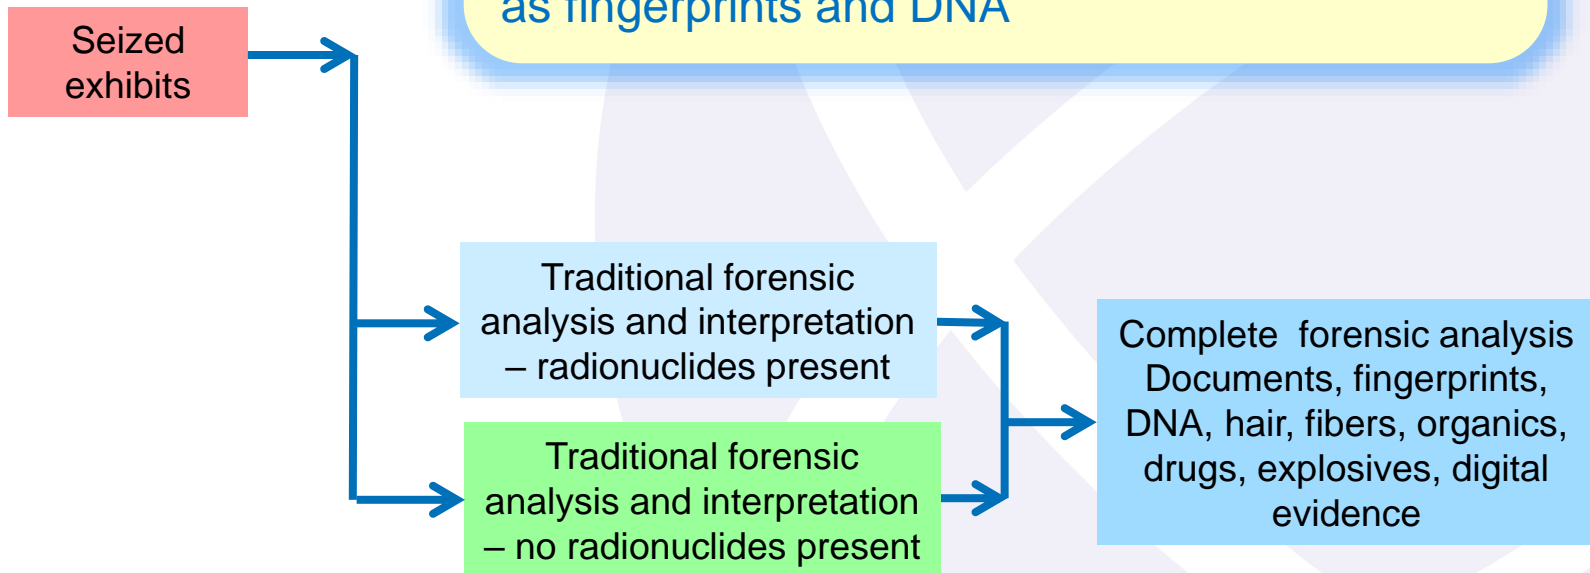 as fingerprints and DNA
Seized
exhibits
Traditional forensic
analysis and interpretation
– radionuclides present
Traditional forensic
analysis and interpretation
– no radionuclides present
Complete forensic analysis
Documents, fingerprints,
DNA, hair, fibers, organics,
drugs, explosives, digital
evidence